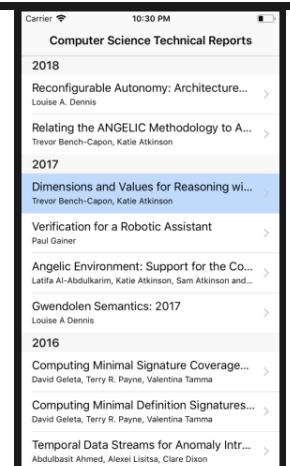 Carrier 10:30 PM
Computer Science Technical Reports
2018
Reconfigurable Autonomy: Architecture...
Louise A. Dennis
Relating the ANGELIC Methodology to A...
Trevor Bench-Capon, Katie Atkinson
2017
Dimensions and Values for Reasoning wi...
Trevor Bench-Capon, Katie Atkinson
Verification for a Robotic Assistant
Paul Gainer
Angelic Environment: Support for the Co...
Latifa Al-Abdulkarim, Katie Atkinson, Sam Atkinson and...
Gwendolen Semantics: 2017
Louise A Dennis
2016
Computing Minimal Signature Coverage...
David Geleta, Terry R. Payne, Valentina Tamma
Computing Minimal Definition Signatures...
David Geleta, Terry R. Payne, Valentina Tamma
Temporal Data Streams for Anomaly Intr...
Abdulbasit Ahmed, Alexei Lisitsa, Clare Dixon